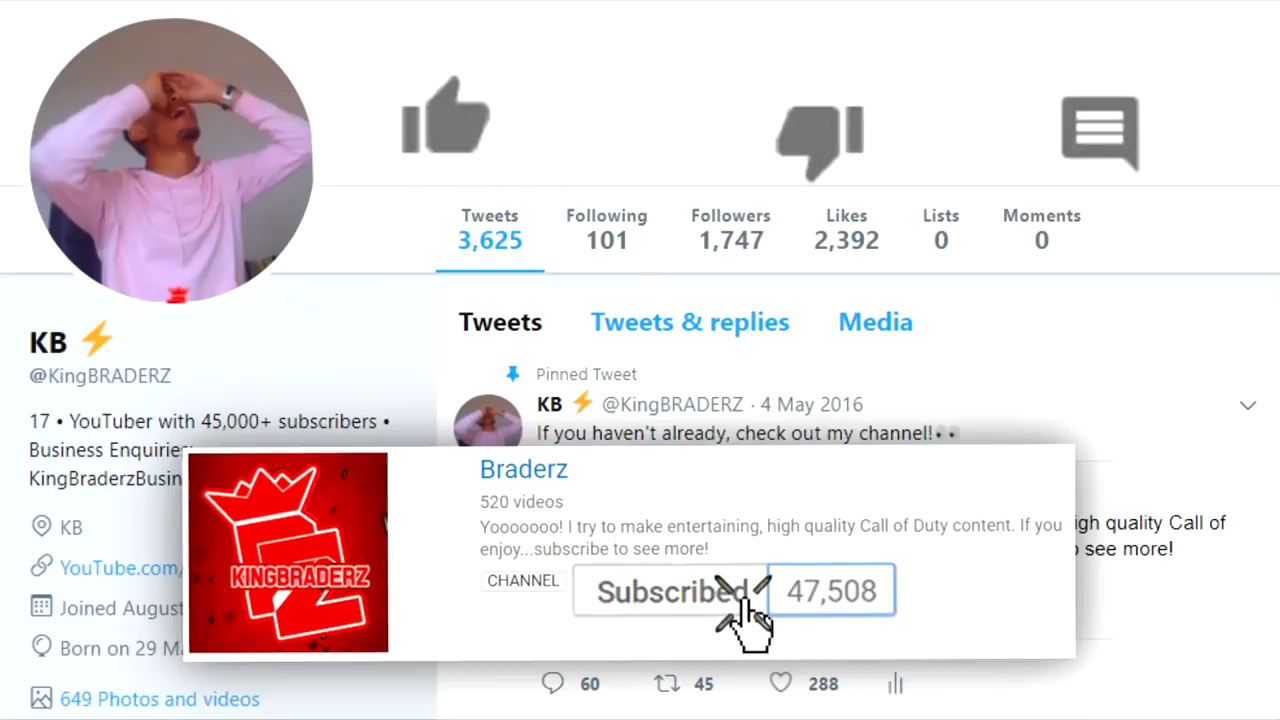 Tweets Following Followers Likes Lists Moments
3,625 101 1,747 2,392 0 0
Tweets Tweets & replies Media
KB ⚡
@KingBRADERZ
17 • YouTuber with 45,000+ subscribers •
Business Enquiries
KingBraderzBusin
KB
YouTube.com/
Joined August
Born on 29
649 Photos and videos
Pinned Tweet
KB ⚡ @KingBRADERZ · 4 May 2016
If you haven't already, check out my channel!👀
KINGBRADERZ
Braderz
520 videos
Yooooooo! I try to make entertaining, high quality Call of Duty content. If you
enjoy...subscribe to see more!
CHANNEL
Subscribed 47,508
igh quality Call of
see more!
60 45 288